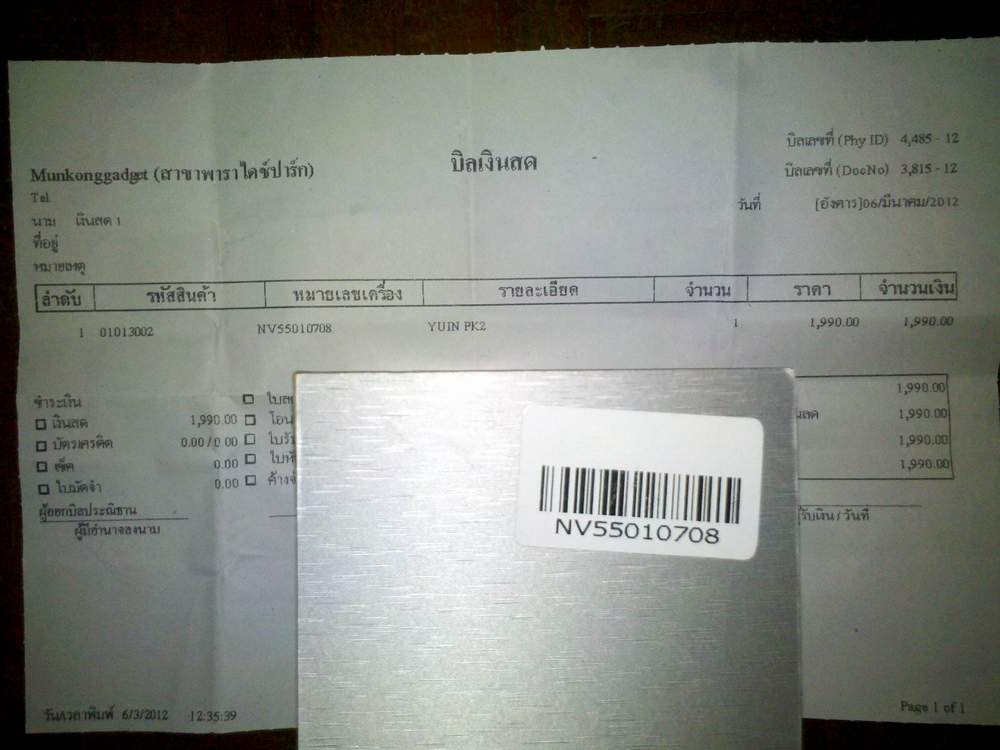 บิลเลขที่ (Phy ID) 4,485 - 12
Munkonggadget (สาขาพาราไดซ์ปาร์ก) บิลเงินสด
บิลเลขที่ (DocNo) 3,815 - 12
Tel.
วันที่ [อังคาร]06/มีนาคม/2012
นาม เงินสด 1
ที่อยู่
หมายเหตุ
ลำดับ รหัสสินค้า หมายเลขเครื่อง รายละเอียด จำนวน ราคา จำนวนเงิน
1 01013002 NV55010708 YUIN PK2 1 1,990.00 1,990.00
1,990.00
ชำระเงิน
เงินสด 1,990.00 1,990.00
บัตรเครดิต 0.00 / 0.00 1,990.00
เช็ค 0.00 1,990.00
ใบมัดจำ 0.00
ผู้ออกบิลประณิธาน
ผู้มีอำนาจลงนาม
รับเงิน / วันที่
NV55010708
วัน/เวลาพิมพ์ 6/3/2012 12:35:39 Page 1 of 1